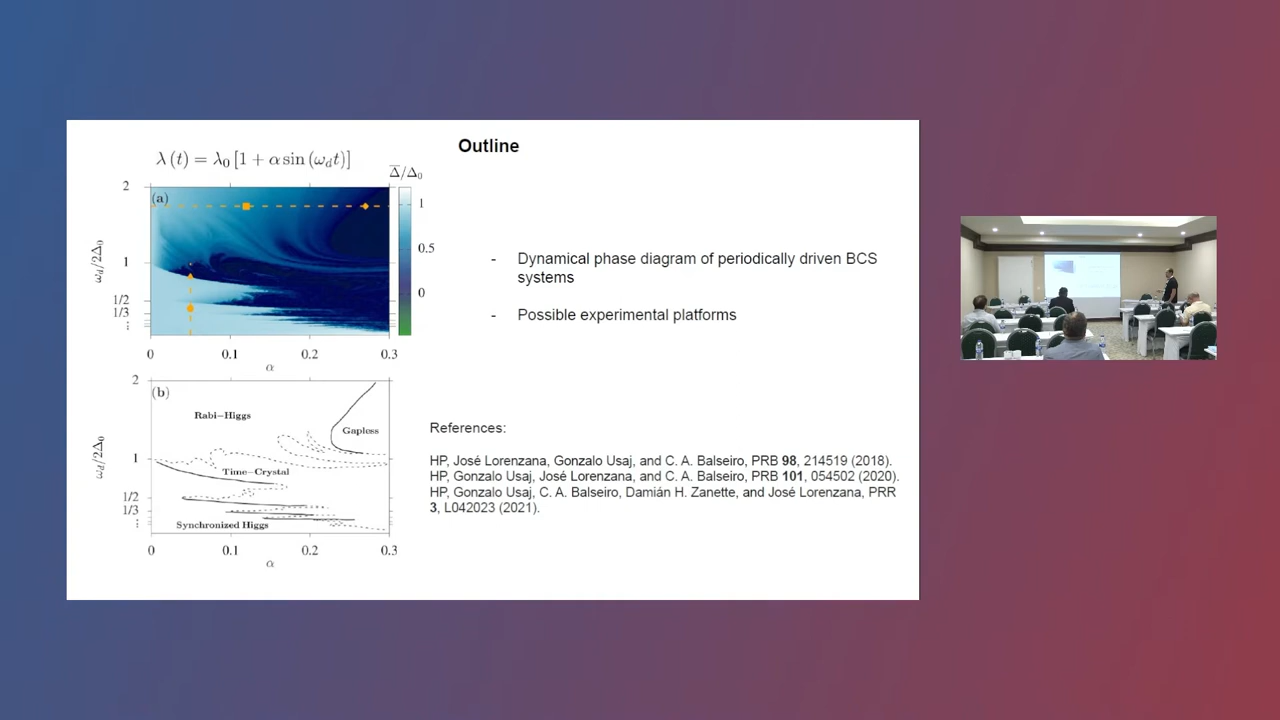 Outline
λ(t) = λ₀ [1 + α sin (ω_d t)]
Δ̅/Δ₀
2
(a)
1
1
0.5
ω_d/2Δ₀
1/2
0
1/3
⋮
0 0.1 0.2 0.3
α
- Dynamical phase diagram of periodically driven BCS
systems
- Possible experimental platforms
2
(b)
Rabi−Higgs
Gapless
ω_d/2Δ₀
1
Time−Crystal
1/2
1/3
⋮
Synchronized Higgs
0 0.1 0.2 0.3
α
References:
HP, José Lorenzana, Gonzalo Usaj, and C. A. Balseiro, PRB 98, 214519 (2018).
HP, Gonzalo Usaj, José Lorenzana, and C. A. Balseiro, PRB 101, 054502 (2020).
HP, Gonzalo Usaj, C. A. Balseiro, Damián H. Zanette, and José Lorenzana, PRR
3, L042023 (2021).